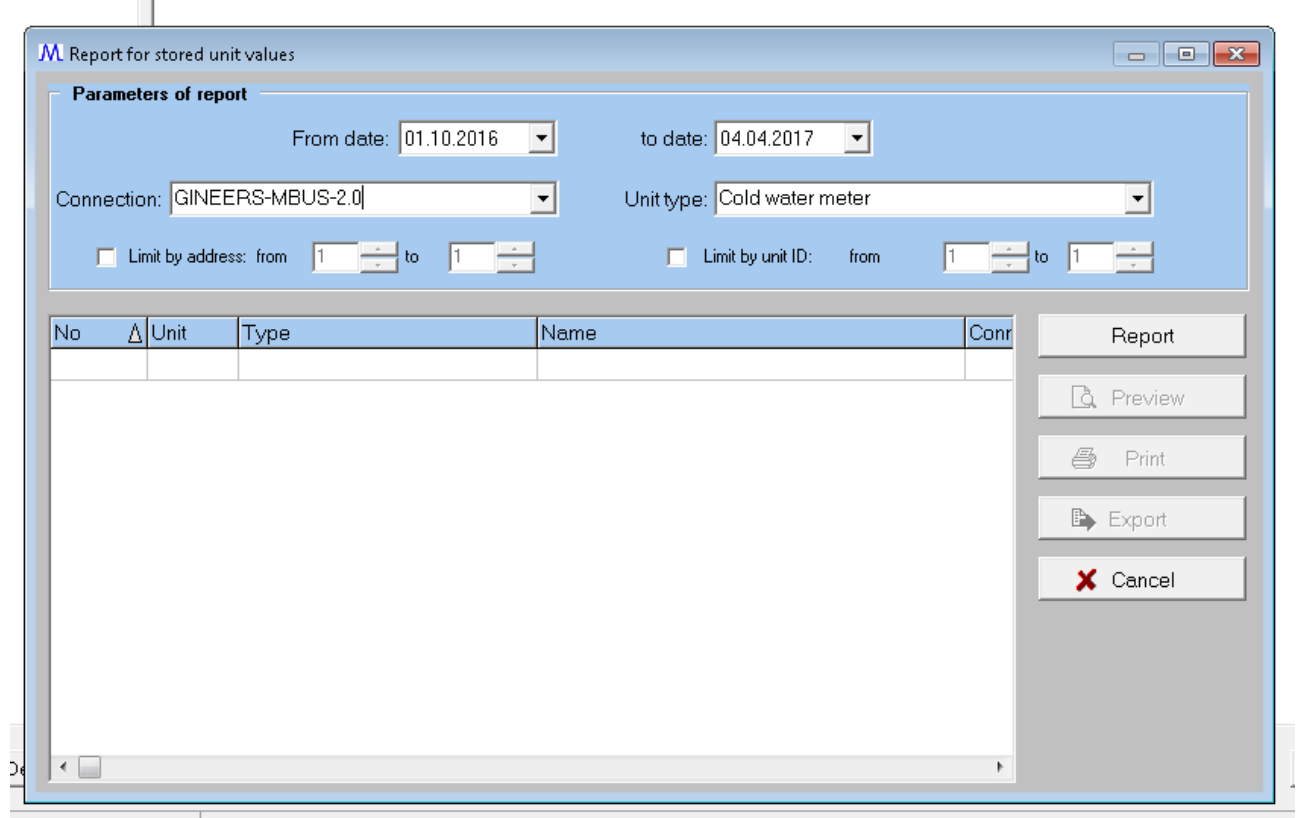 M Report for stored unit values
Parameters of report
From date: 01.10.2016 to date: 04.04.2017
Connection: GINEERS-MBUS-2.0 Unit type: Cold water meter
Limit by address: from 1 to 1 Limit by unit ID: from 1 to 1
No Unit Type Name Conr
Report
Preview
Print
Export
Cancel